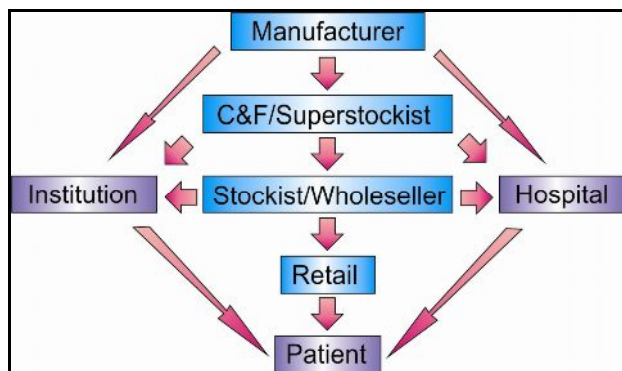 Manufacturer
C&F/Superstockist
Institution
Stockist/Wholeseller
Hospital
Retail
Patient